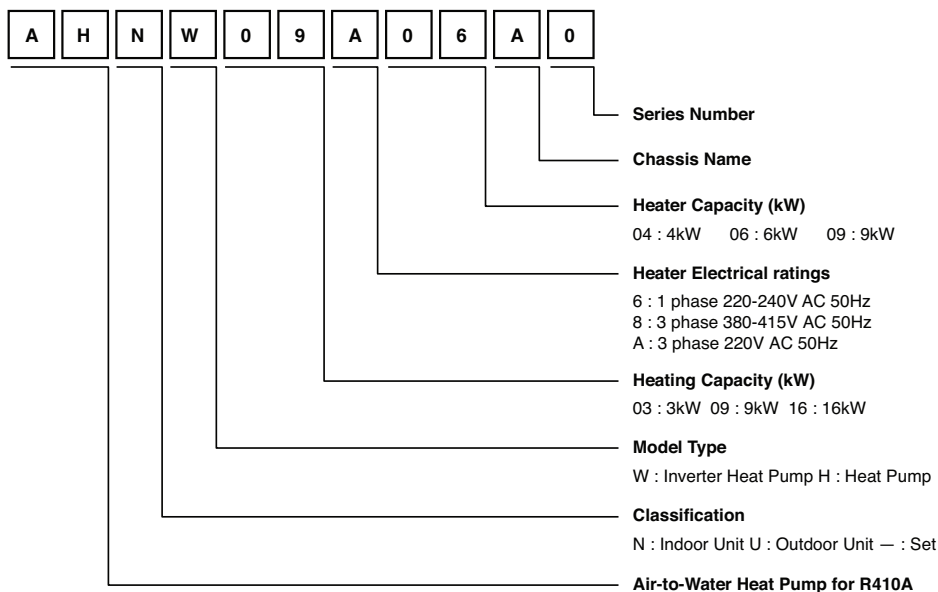 A H N W 0 9 A 0 6 A 0
Series Number
Chassis Name
Heater Capacity (kW)
04 : 4kW 06 : 6kW 09 : 9kW
Heater Electrical ratings
6 : 1 phase 220-240V AC 50Hz
8 : 3 phase 380-415V AC 50Hz
A : 3 phase 220V AC 50Hz
Heating Capacity (kW)
03 : 3kW 09 : 9kW 16 : 16kW
Model Type
W : Inverter Heat Pump H : Heat Pump
Classification
N : Indoor Unit U : Outdoor Unit — : Set
Air-to-Water Heat Pump for R410A